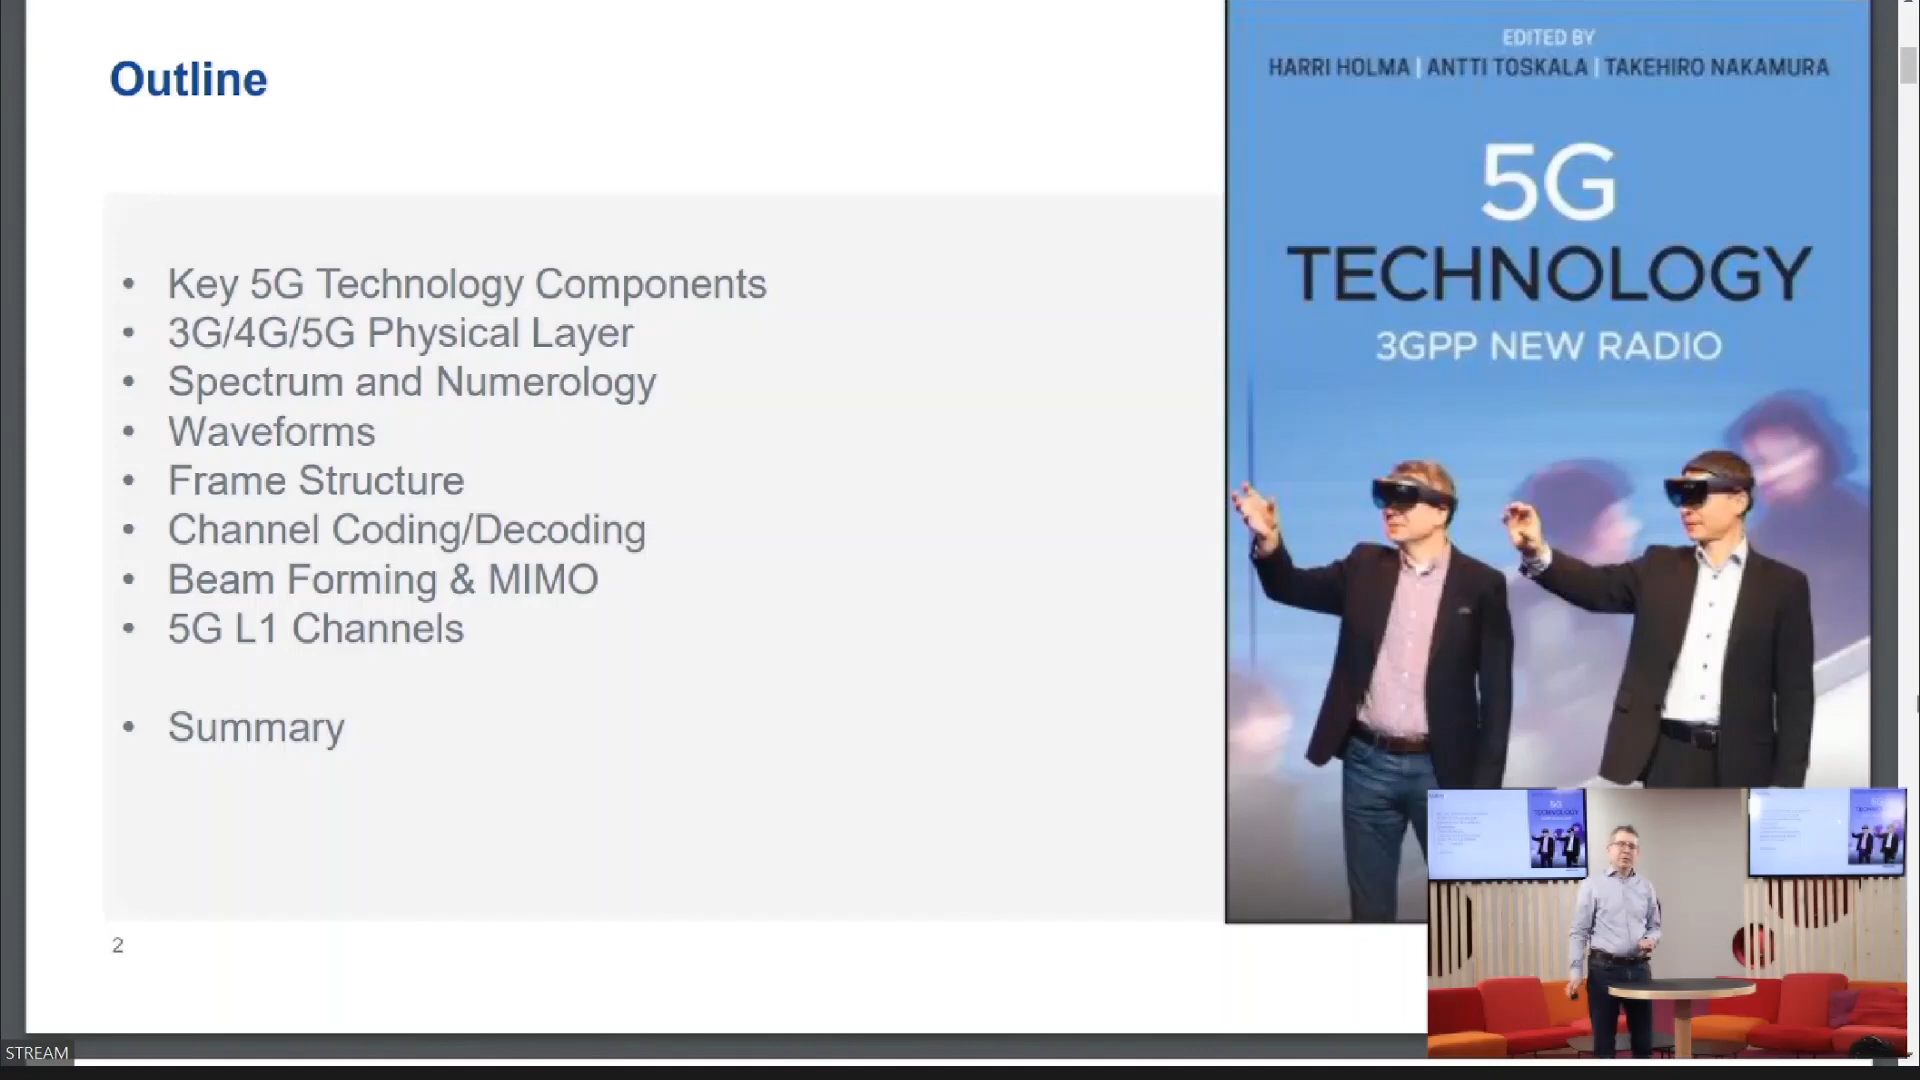 Outline
• Key 5G Technology Components
• 3G/4G/5G Physical Layer
• Spectrum and Numerology
• Waveforms
• Frame Structure
• Channel Coding/Decoding
• Beam Forming & MIMO
• 5G L1 Channels
• Summary
2
EDITED BY
HARRI HOLMA | ANTTI TOSKALA | TAKEHIRO NAKAMURA
5G
TECHNOLOGY
3GPP NEW RADIO
5G
TECHNOLOGY
STREAM